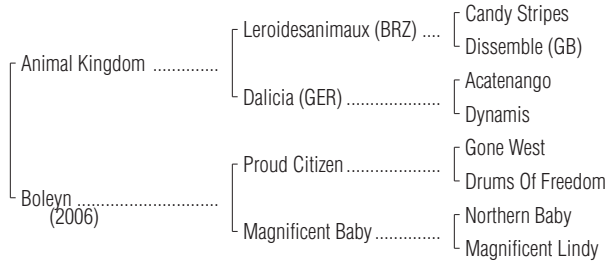 Candy Stripes
Leroidesanimaux (BRZ) ....
Dissemble (GB)
Animal Kingdom ..............
Acatenango
Dalicia (GER) ....................
Dynamis
Gone West
Proud Citizen ....................
Drums Of Freedom
Boleyn ..............................
(2006)
Northern Baby
Magnificent Baby ................
Magnificent Lindy